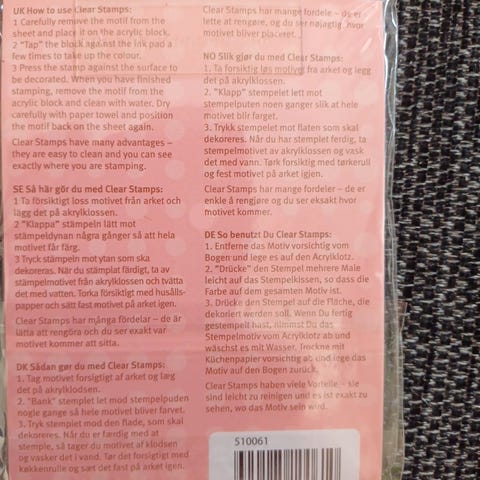 UK How to use Clear Stamps:
1 Carefully remove the motif from the
sheet and place it on the acrylic block.
2 "Tap" the block against the ink pad a
few times to take up the colour.
3 Press the stamp against the surface to
be decorated. When you have finished
stamping, remove the motif from the
acrylic block and clean with water. Dry
carefully with paper towel and position
the motif back on the sheet again.
Clear Stamps have many advantages –
they are easy to clean and you can see
exactly where you are stamping.
SE Så här gör du med Clear Stamps:
1 Ta försiktigt loss motivet från arket och
lägg det på akrylklossen.
2 "Klappa" stämpeln lätt mot
stämpeldynan några gånger så att hela
motivet får färg.
3 Tryck stämpeln mot ytan som ska
dekoreras. När du stämplat färdigt, ta av
stämpelmotivet från akrylklossen och tvätta
det med vatten. Torka försiktigt med husålls-
papper och sätt fast motivet på arket igen.
Clear Stamps har många fördelar – de är
lätta att rengöra och du ser exakt var
motivet kommer att sitta.
DK Sådan gør du med Clear Stamps:
1. Tag motivet forsigtigt af arket og læg
det på akrylklodsen.
2. "Bank" stemplet let mod stempelpuden
nogle gange så hele motivet bliver farvet.
3. Tryk stemplet mod den flade, som skal
dekoreres. Når du er færdig med at
stemple, så tager du motivet af klodsen
og vasker det i vand. Tør det forsigtigt med
køkkenrulle og sæt det fast på arket igen.
Clear Stamps har mange fordele – de er
lette at rengøre, og du ser nøjagtigt, hvor
motivet bliver placeret.
NO Slik gjør du med Clear Stamps:
1. Ta forsiktig løs motivet fra arket og legg
det på akrylklossen.
2. "Klapp" stempelet lett mot
stempelputen noen ganger slik at hele
motivet blir farget.
3. Trykk stempelet mot flaten som skal
dekoreres. Når du har stempelet ferdig, ta
stempelmotivet av akrylklossen og vask
det med vann. Tørk forsiktig med tørkerull
og fest motivet på arket igjen.
Clear Stamps har mange fordeler – de er
enkle å rengjøre og du ser eksakt hvor
motivet kommer.
DE So benutzt Du Clear Stamps:
1. Entferne das Motiv vorsichtig vom
Bogen und lege es auf den Acrylklotz.
2. "Drücke" den Stempel mehrere Male
leicht auf das Stempelkissen, so dass die
Farbe auf dem gesamten Motiv ist.
3. Drücke den Stempel auf die Fläche, die
dekoriert werden soll. Wenn Du fertig
gestempelt hast, nimmst Du das
Stempelmotiv vom Acrylklotz ab und
wäschst es mit Wasser. Trockne mit
Küchenpapier vorsichtig ab und lege das
Motiv auf den Bogen zurück.
Clear Stamps haben viele Vorteile – sie
sind leicht zu reinigen und es ist exakt zu
sehen, wo das Motiv sein wird.
510061